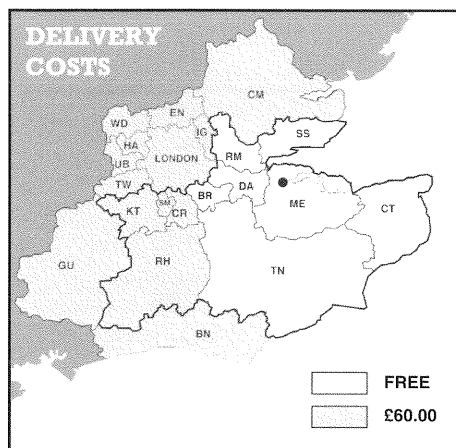 DELIVERY
COSTS
CM
EN
WD
IG
SS
HA
LONDON
RM
UB
TW
DA
BR
ME
CT
KT
SM
CR
GU
RH
TN
BN
FREE
£60.00